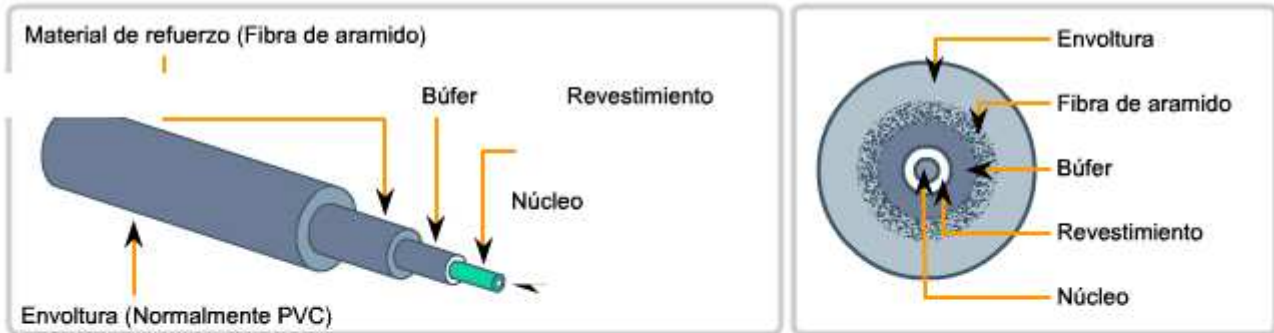 Material de refuerzo (Fibra de aramido)
Búfer
Revestimiento
Núcleo
Envoltura (Normalmente PVC)
Envoltura
Fibra de aramido
Búfer
Revestimiento
Núcleo